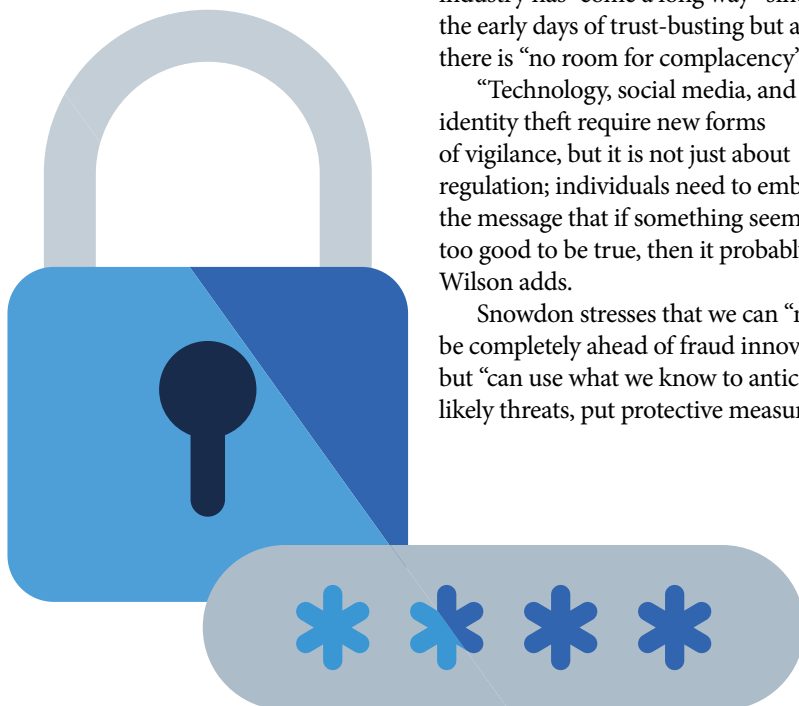 the early days of trust-busting but a
there is “no room for complacency”
“Technology, social media, and
identity theft require new forms
of vigilance, but it is not just about
regulation; individuals need to emb
the message that if something seem
too good to be true, then it probabl
Wilson adds.
Snowdon stresses that we can “
be completely ahead of fraud innov
but “can use what we know to antic
likely threats, put protective measu
****